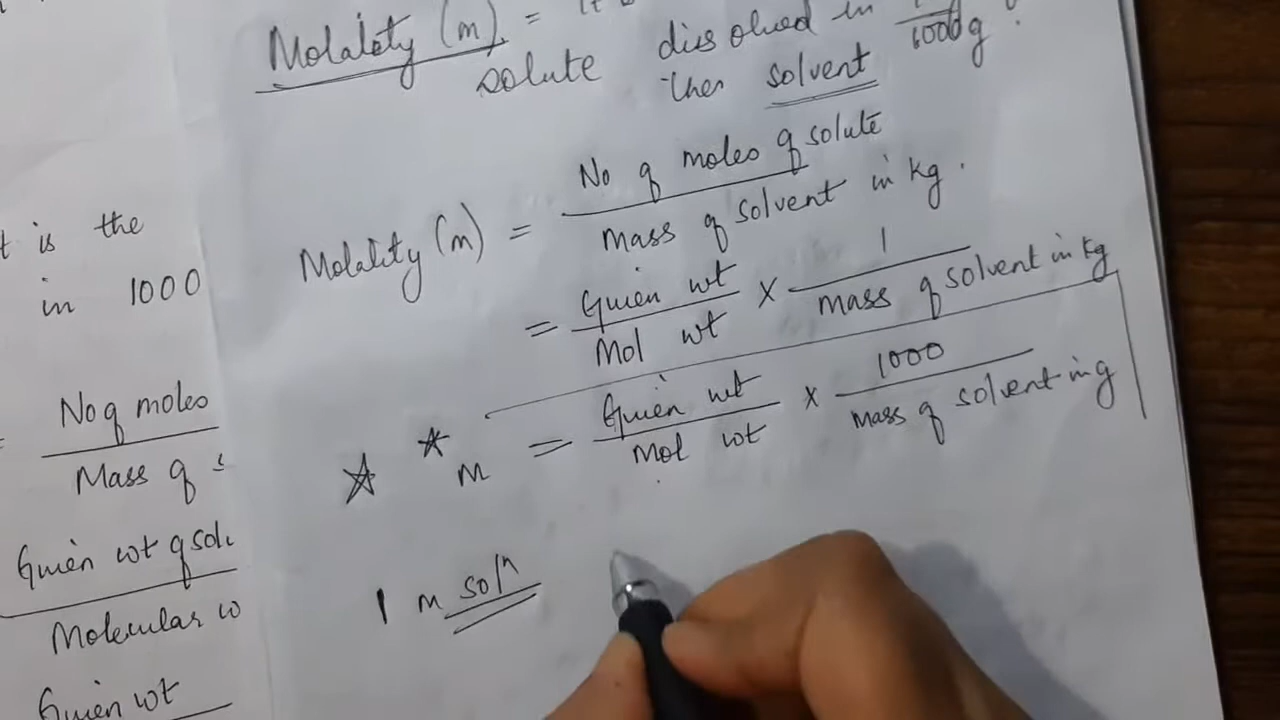 t is the
in 1000
No of moles
Mass of s
Given wt of solu
Molecular w
Given wt
Molality (m) = It
solute dissolved in 1000g
then solvent
Molality (m) = No of moles of solute
mass of solvent in kg.
= Given wt x 1
Mol wt mass of solvent in kg
m = Given wt x 1000
Mol wt mass of solvent in g
1 m soln